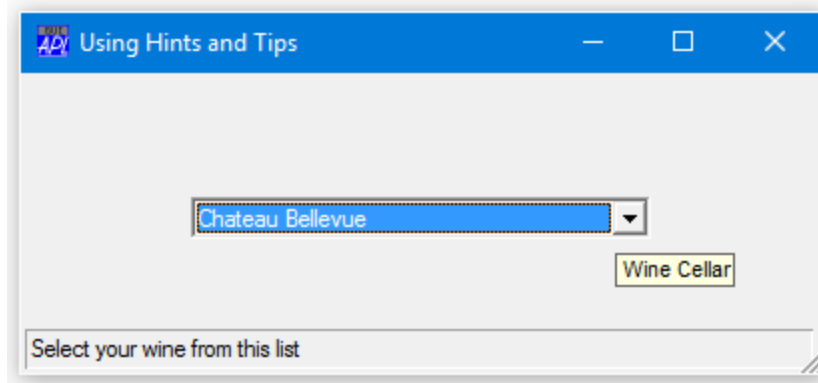 Using Hints and Tips
Chateau Bellevue
Wine Cellar
Select your wine from this list